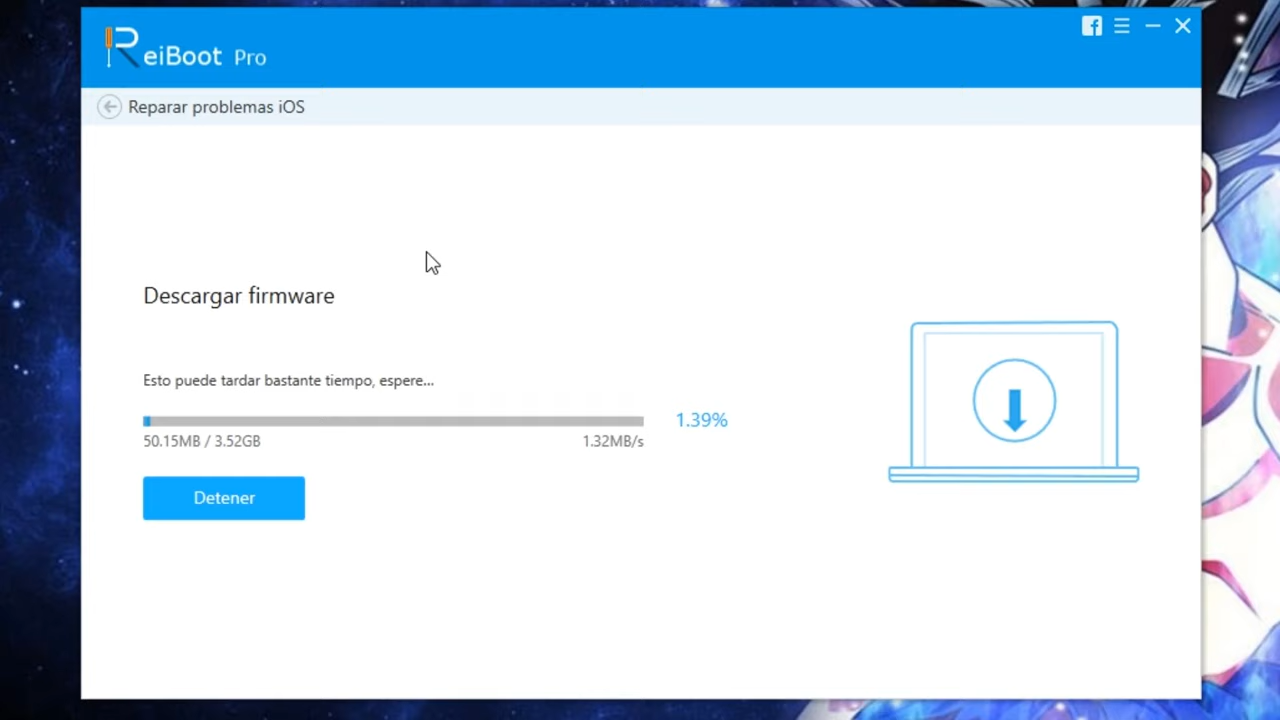 ReiBoot Pro
Reparar problemas iOS
Descargar firmware
Esto puede tardar bastante tiempo, espere...
1.39%
50.15MB / 3.52GB 1.32MB/s
Detener